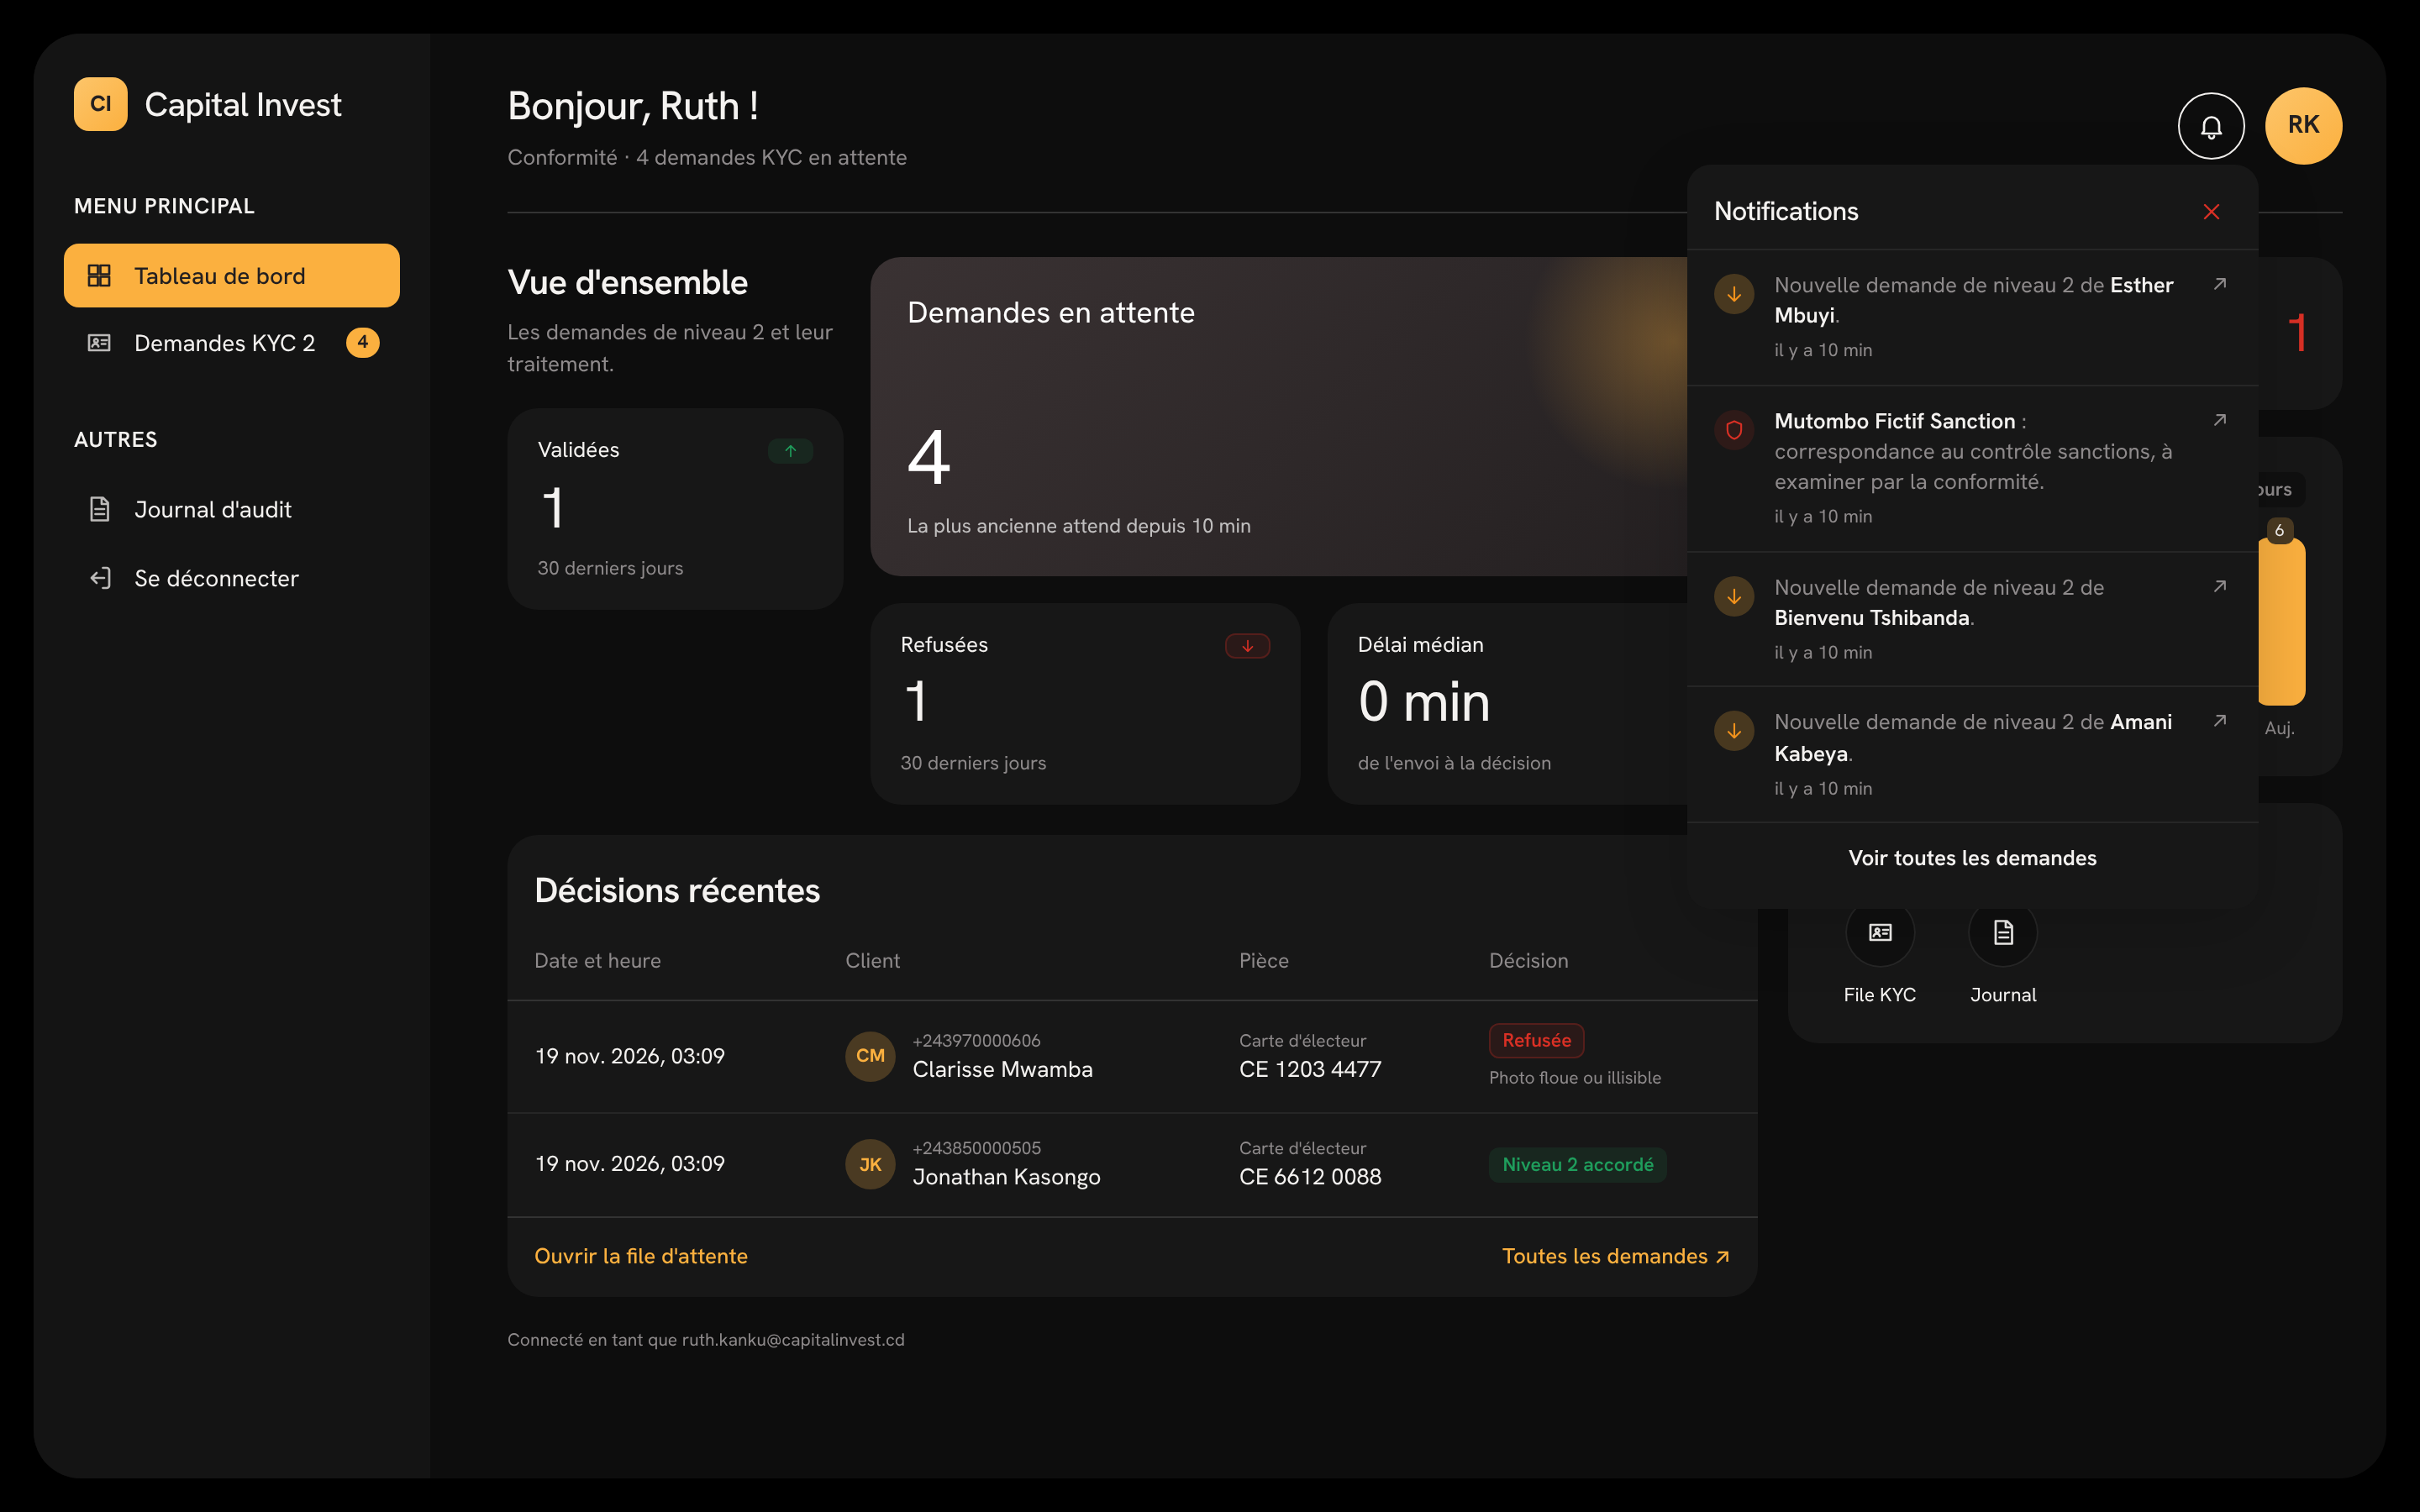 CI
Capital Invest
MENU PRINCIPAL
Tableau de bord
Demandes KYC 2
4
AUTRES
Journal d'audit
Se déconnecter
Bonjour, Ruth !
Conformité · 4 demandes KYC en attente
RK
Vue d'ensemble
Les demandes de niveau 2 et leur
traitement.
Validées
1
30 derniers jours
Demandes en attente
4
La plus ancienne attend depuis 10 min
Refusées
1
30 derniers jours
Délai médian
0 min
de l'envoi à la décision
Notifications
Nouvelle demande de niveau 2 de Esther
Mbuyi.
il y a 10 min
Mutombo Fictif Sanction :
correspondance au contrôle sanctions, à
examiner par la conformité.
il y a 10 min
Nouvelle demande de niveau 2 de
Bienvenu Tshibanda.
il y a 10 min
Nouvelle demande de niveau 2 de Amani
Kabeya.
il y a 10 min
Voir toutes les demandes
1
6
Auj.
File KYC
Journal
Décisions récentes
Date et heure
Client
Pièce
Décision
19 nov. 2026, 03:09
CM
+243970000606
Clarisse Mwamba
Carte d'électeur
CE 1203 4477
Refusée
Photo floue ou illisible
19 nov. 2026, 03:09
JK
+243850000505
Jonathan Kasongo
Carte d'électeur
CE 6612 0088
Niveau 2 accordé
Ouvrir la file d'attente
Toutes les demandes
Connecté en tant que ruth.kanku@capitalinvest.cd